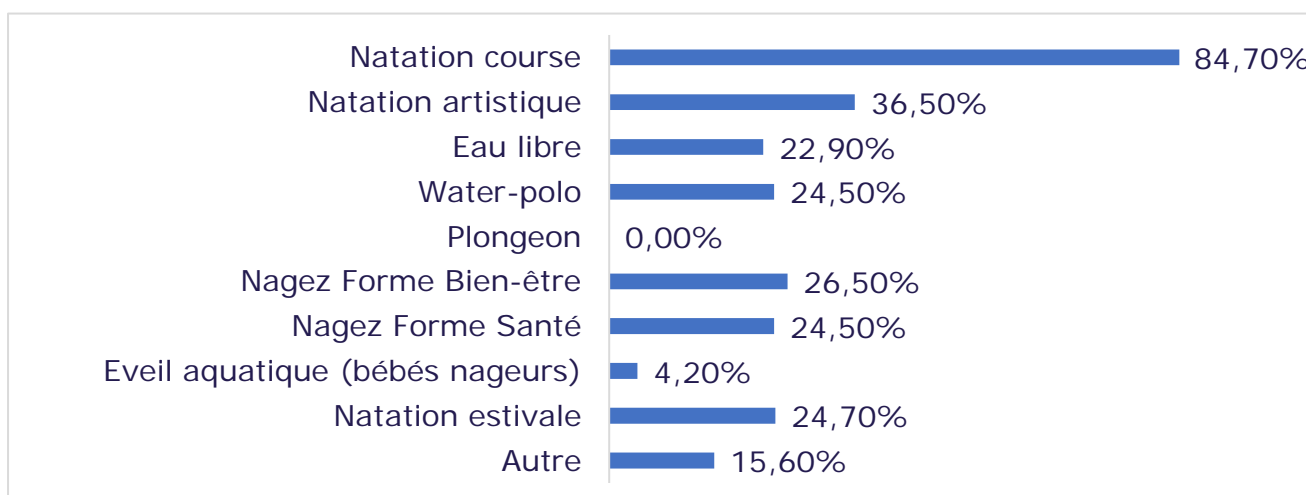 Natation course 84,70%
Natation artistique 36,50%
Eau libre 22,90%
Water-polo 24,50%
Plongeon 0,00%
Nagez Forme Bien-être 26,50%
Nagez Forme Santé 24,50%
Eveil aquatique (bébés nageurs) 4,20%
Natation estivale 24,70%
Autre 15,60%